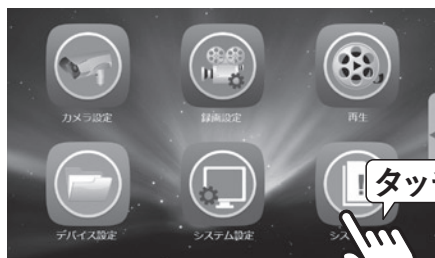 カメラ設定
録画設定
再生
タッチ
デバイス設定
システム設定
シス